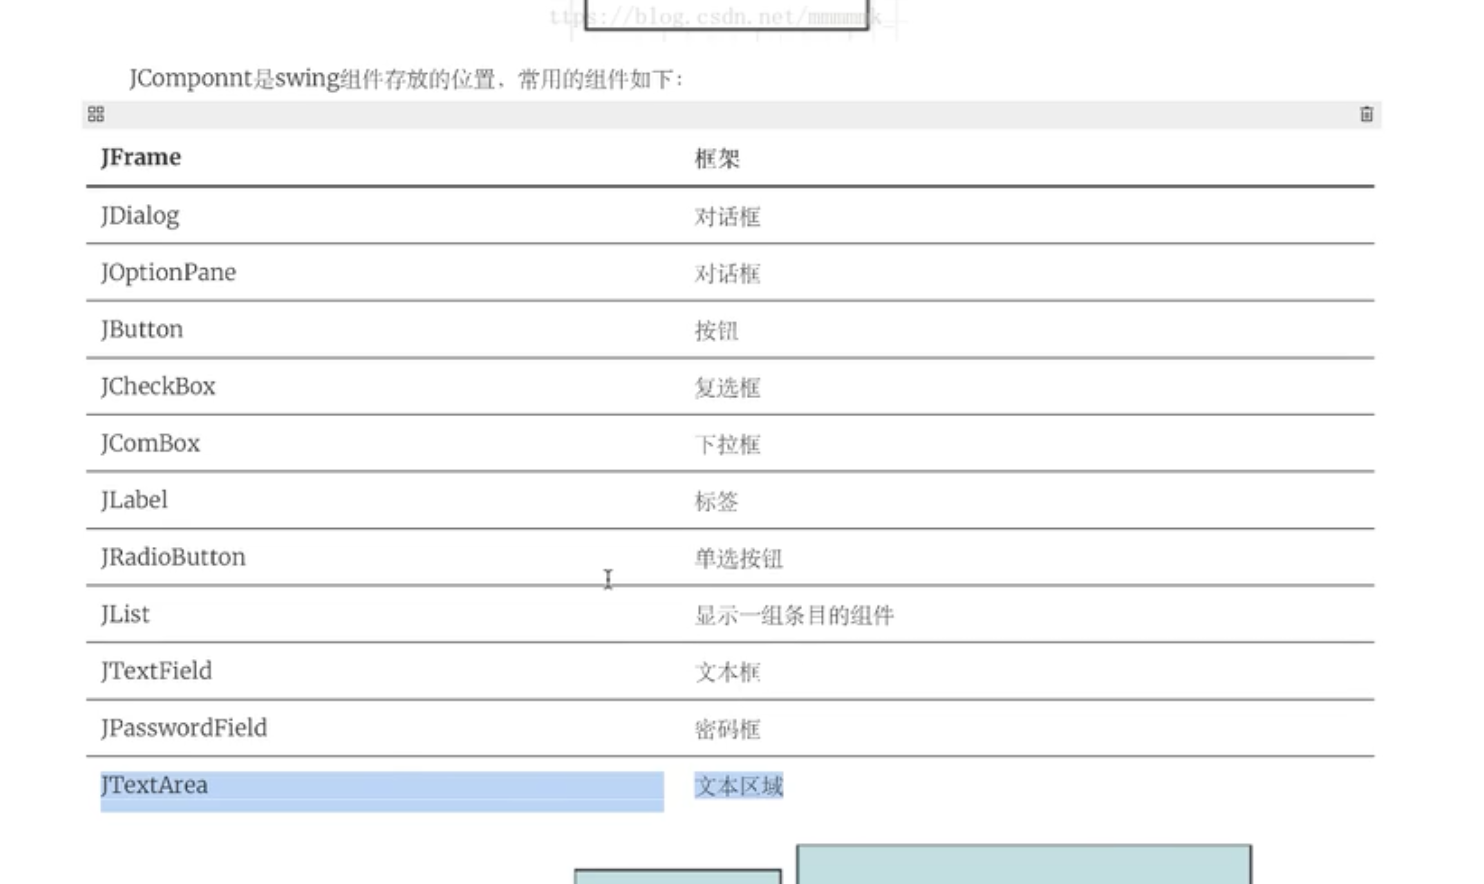 ttps://blog.csdn.net/mmmmmk_
JComponnt是swing组件存放的位置，常用的组件如下：
JFrame 框架
JDialog 对话框
JOptionPane 对话框
JButton 按钮
JCheckBox 复选框
JComBox 下拉框
JLabel 标签
JRadioButton 单选按钮
JList 显示一组条目的组件
JTextField 文本框
JPasswordField 密码框
JTextArea 文本区域